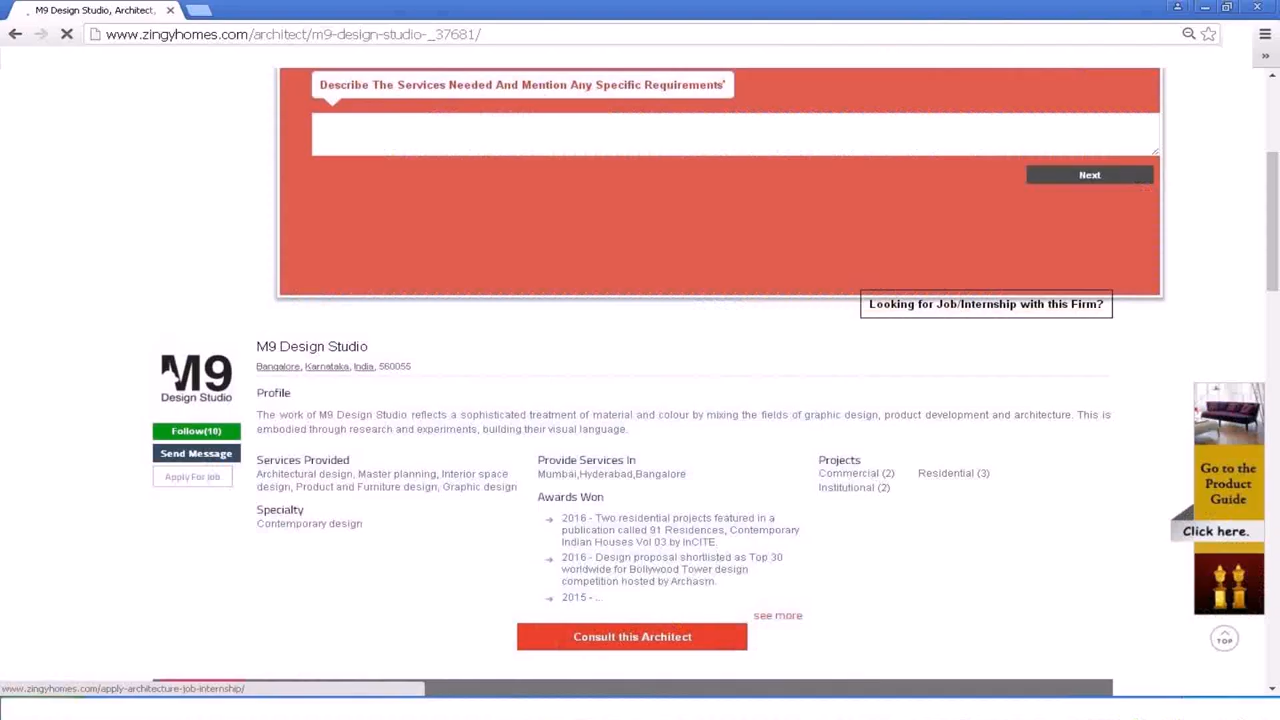 M9 Design Studio, Architect,
www.zingyhomes.com/architect/m9-design-studio-_37681/
Describe The Services Needed And Mention Any Specific Requirements'
Next
Looking for Job/Internship with this Firm?
M9
Design Studio
Follow(10)
Send Message
Apply For Job
M9 Design Studio
Bangalore, Karnataka, India, 560055
Profile
The work of M9 Design Studio reflects a sophisticated treatment of material and colour by mixing the fields of graphic design, product development and architecture. This is
embodied through research and experiments, building their visual language.
Services Provided
Architectural design, Master planning, Interior space
design, Product and Furniture design, Graphic design
Specialty
Contemporary design
Provide Services In
Mumbai,Hyderabad,Bangalore
Awards Won
2016 - Two residential projects featured in a
publication called 91 Residences, Contemporary
Indian Houses Vol 03 by InCITE.
2016 - Design proposal shortlisted as Top 30
worldwide for Bollywood Tower design
competition hosted by Archasm.
2015 - ...
see more
Projects
Commercial (2) Residential (3)
Institutional (2)
Consult this Architect
Go to the
Product
Guide
Click here.
TOP
www.zingyhomes.com/apply-architecture-job-internship/